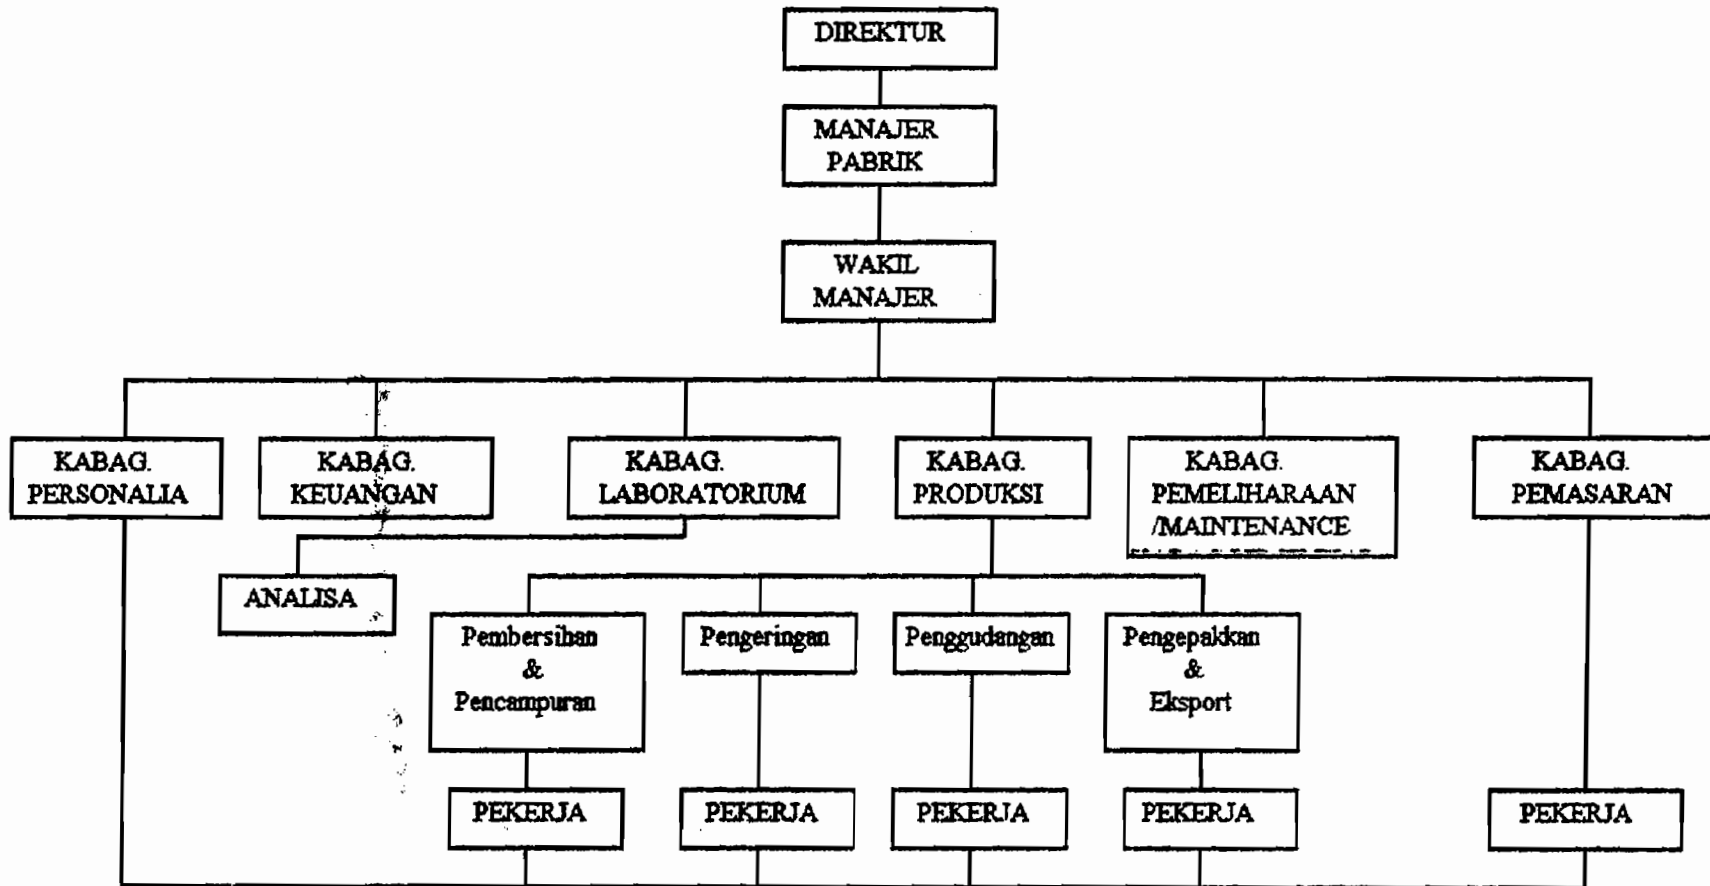 DIREKTUR
MANAJER
PABRIK
WAKIL
MANAJER
KABAG.
PERSONALIA
KABAG.
KEUANGAN
KABAG.
LABORATORIUM
KABAG.
PRODUKSI
KABAG.
PEMELIHARAAN
/MAINTENANCE
KABAG.
PEMASARAN
ANALISA
Pembersihan
&
Pencampuran
Pengeringan
Penggudangan
Pengepakkan
&
Eksport
PEKERJA
PEKERJA
PEKERJA
PEKERJA
PEKERJA